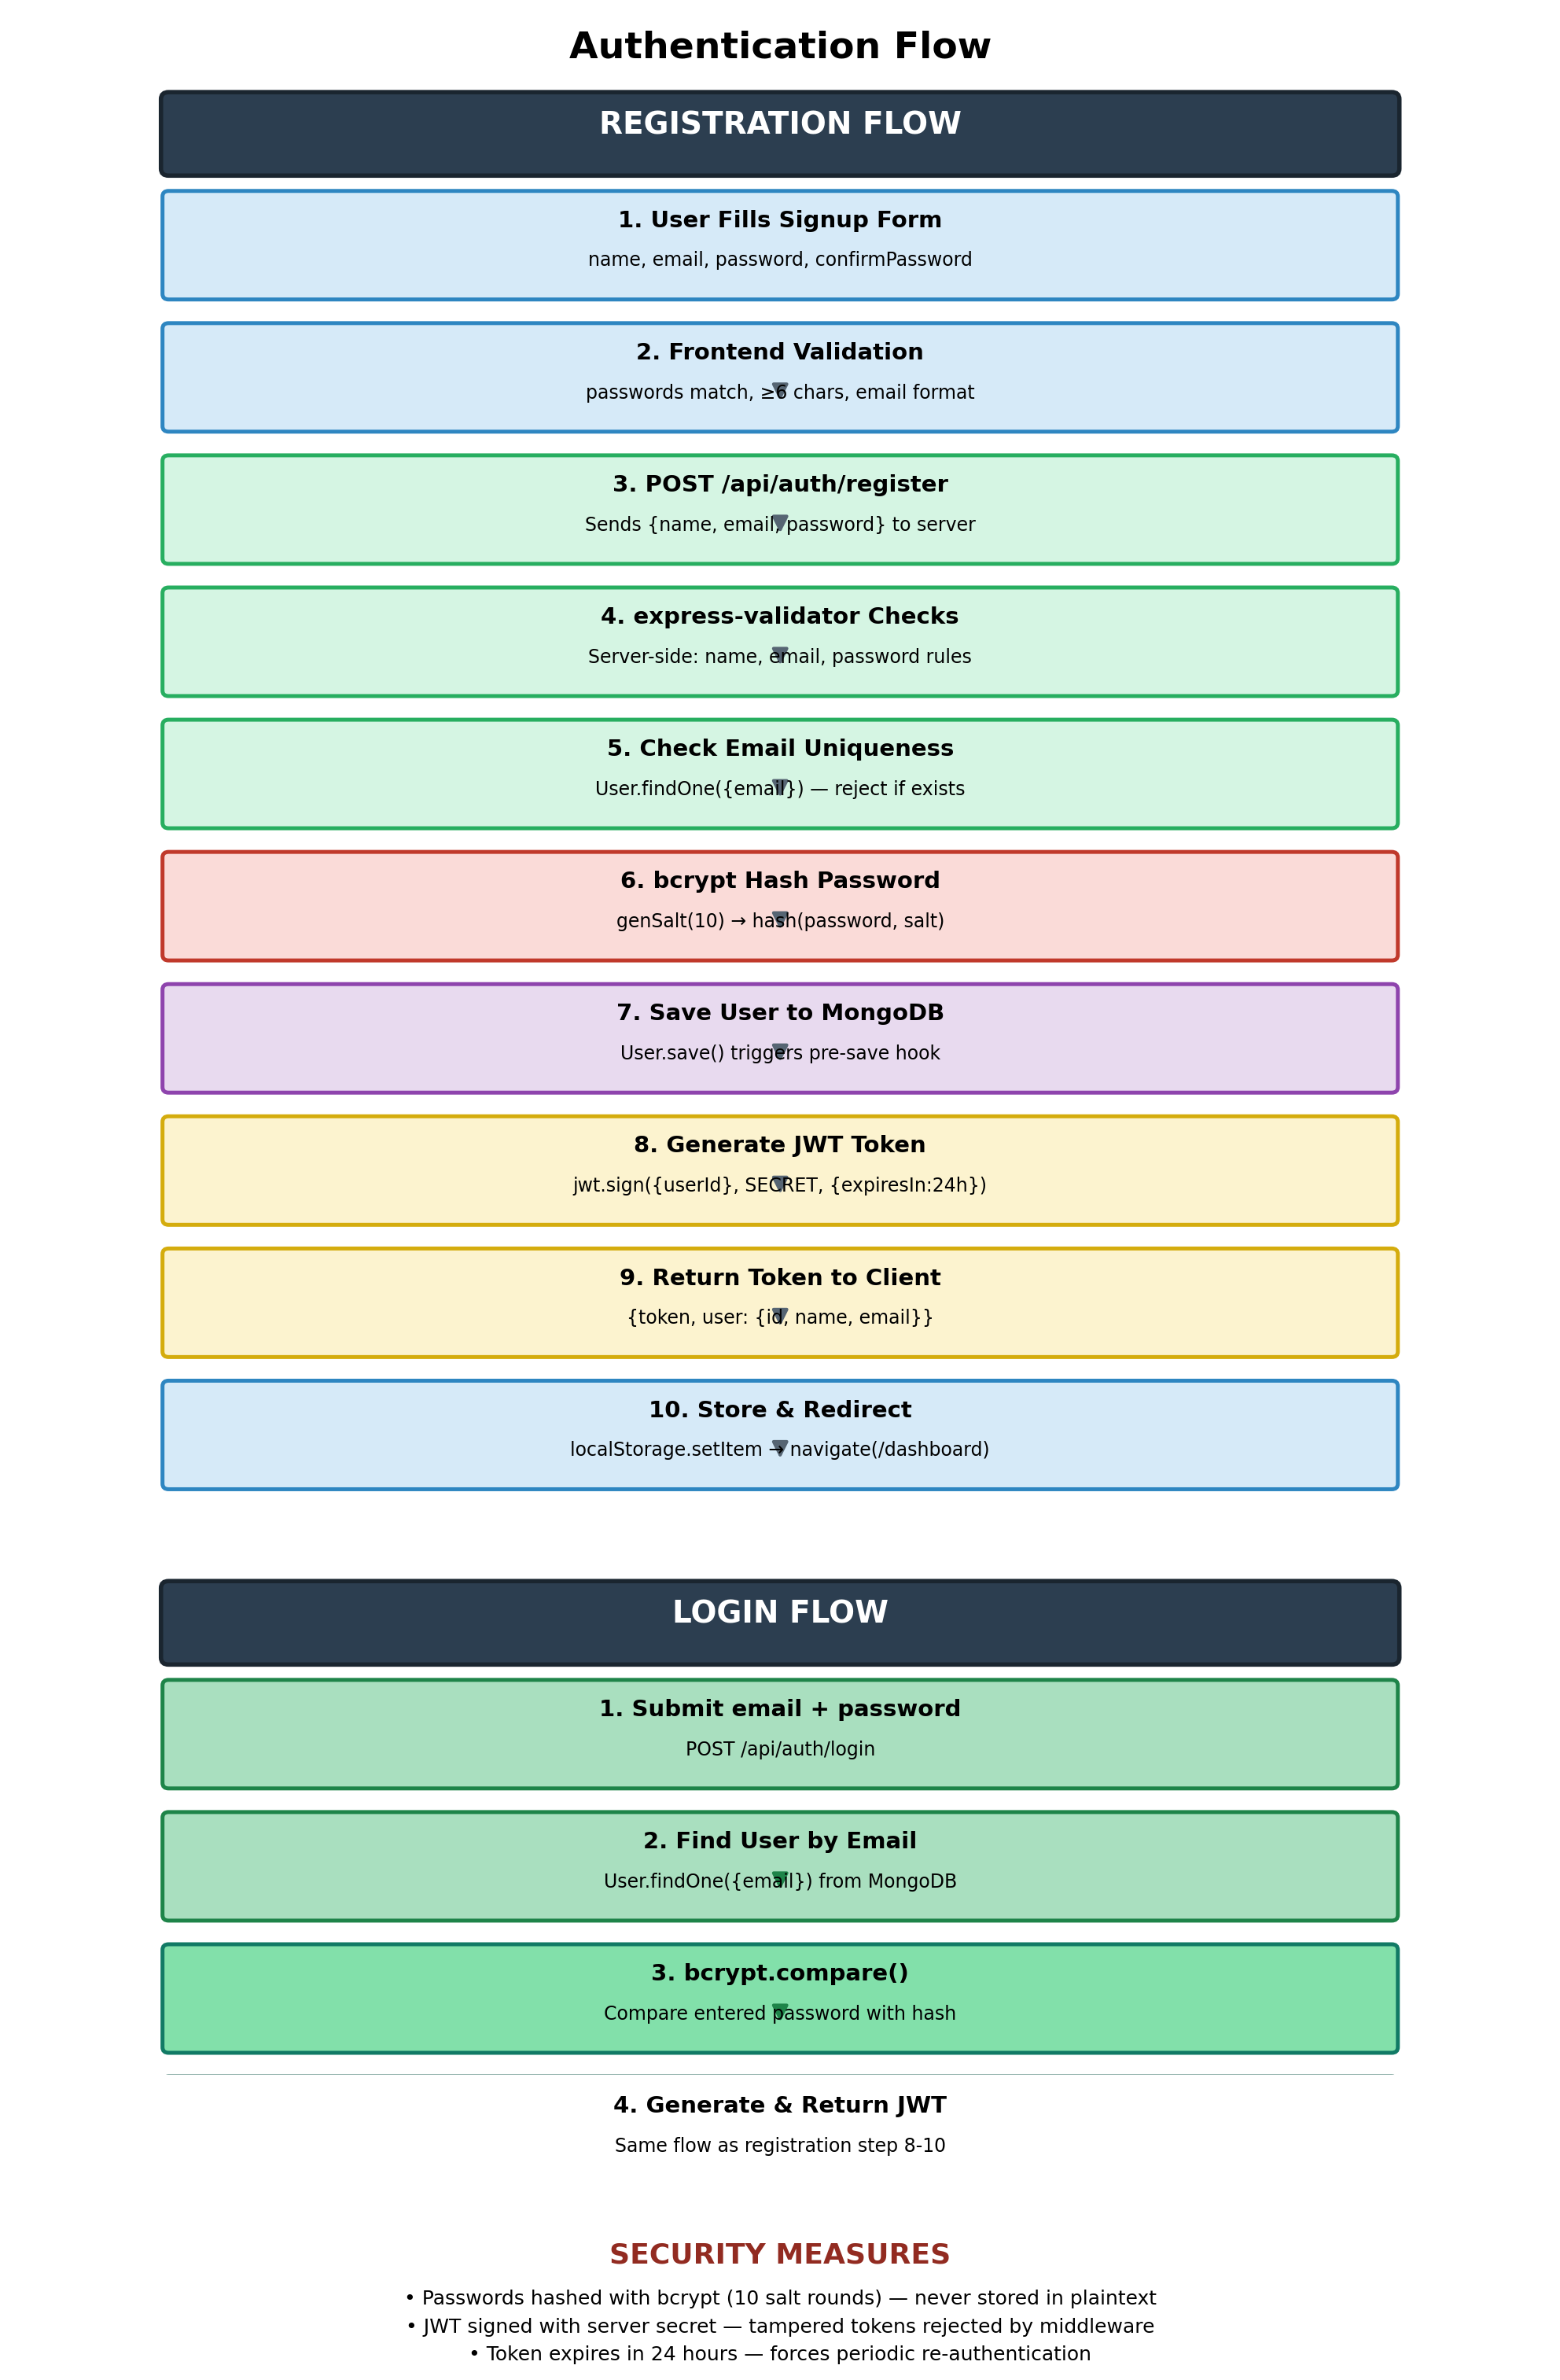 Authentication Flow
REGISTRATION FLOW
1. User Fills Signup Form
name, email, password, confirmPassword
2. Frontend Validation
passwords match, ≥6 chars, email format
3. POST /api/auth/register
Sends {name, email, password} to server
4. express-validator Checks
Server-side: name, email, password rules
5. Check Email Uniqueness
User.findOne({email}) — reject if exists
6. bcrypt Hash Password
genSalt(10) → hash(password, salt)
7. Save User to MongoDB
User.save() triggers pre-save hook
8. Generate JWT Token
jwt.sign({userId}, SECRET, {expiresIn:24h})
9. Return Token to Client
{token, user: {id, name, email}}
10. Store & Redirect
localStorage.setItem → navigate(/dashboard)
LOGIN FLOW
1. Submit email + password
POST /api/auth/login
2. Find User by Email
User.findOne({email}) from MongoDB
3. bcrypt.compare()
Compare entered password with hash
4. Generate & Return JWT
Same flow as registration step 8-10
SECURITY MEASURES
• Passwords hashed with bcrypt (10 salt rounds) — never stored in plaintext
• JWT signed with server secret — tampered tokens rejected by middleware
• Token expires in 24 hours — forces periodic re-authentication